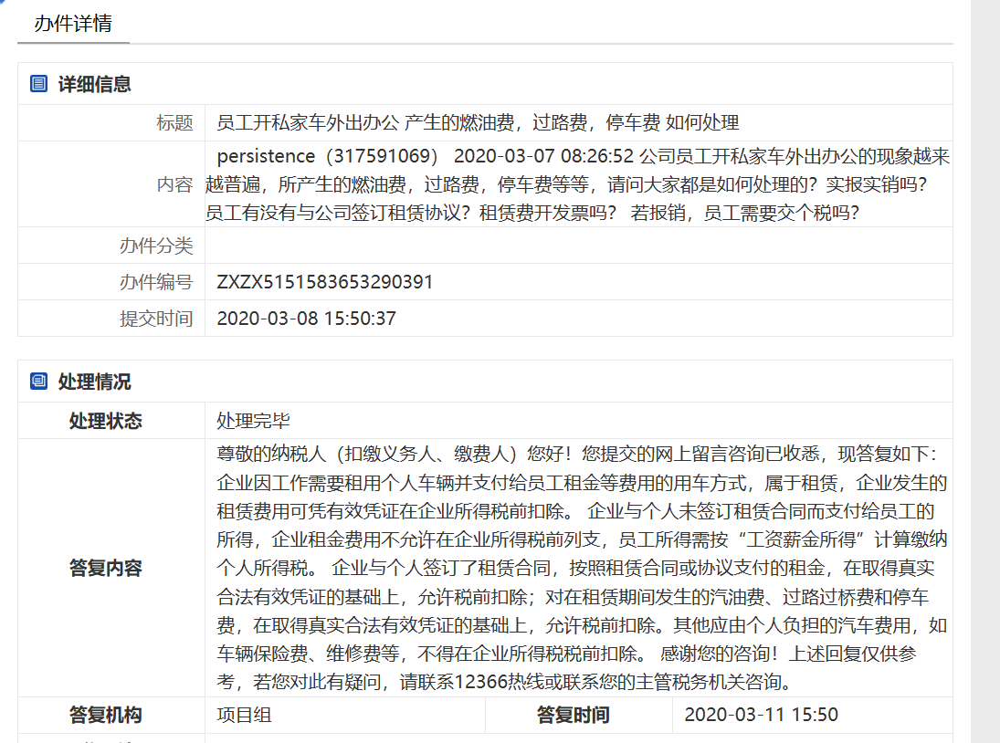 办件详情
详细信息
标题 员工开私家车外出办公 产生的燃油费，过路费，停车费 如何处理
persistence（317591069） 2020-03-07 08:26:52 公司员工开私家车外出办公的现象越来
内容 越普遍，所产生的燃油费，过路费，停车费等等，请问大家都是如何处理的？实报实销吗？
员工有没有与公司签订租赁协议？租赁费开发票吗？ 若报销，员工需要交个税吗？
办件分类
办件编号 ZXZX5151583653290391
提交时间 2020-03-08 15:50:37
处理情况
处理状态 处理完毕
尊敬的纳税人（扣缴义务人、缴费人）您好！您提交的网上留言咨询已收悉，现答复如下：
企业因工作需要租用个人车辆并支付给员工租金等费用的用车方式，属于租赁，企业发生的
租赁费用可凭有效凭证在企业所得税前扣除。 企业与个人未签订租赁合同而支付给员工的
所得，企业租金费用不允许在企业所得税前列支，员工所得需按“工资薪金所得”计算缴纳
答复内容 个人所得税。 企业与个人签订了租赁合同，按照租赁合同或协议支付的租金，在取得真实
合法有效凭证的基础上，允许税前扣除；对在租赁期间发生的汽油费、过路过桥费和停车
费，在取得真实合法有效凭证的基础上，允许税前扣除。其他应由个人负担的汽车费用，如
车辆保险费、维修费等，不得在企业所得税税前扣除。 感谢您的咨询！上述回复仅供参
考，若您对此有疑问，请联系12366热线或联系您的主管税务机关咨询。
答复机构 项目组 答复时间 2020-03-11 15:50